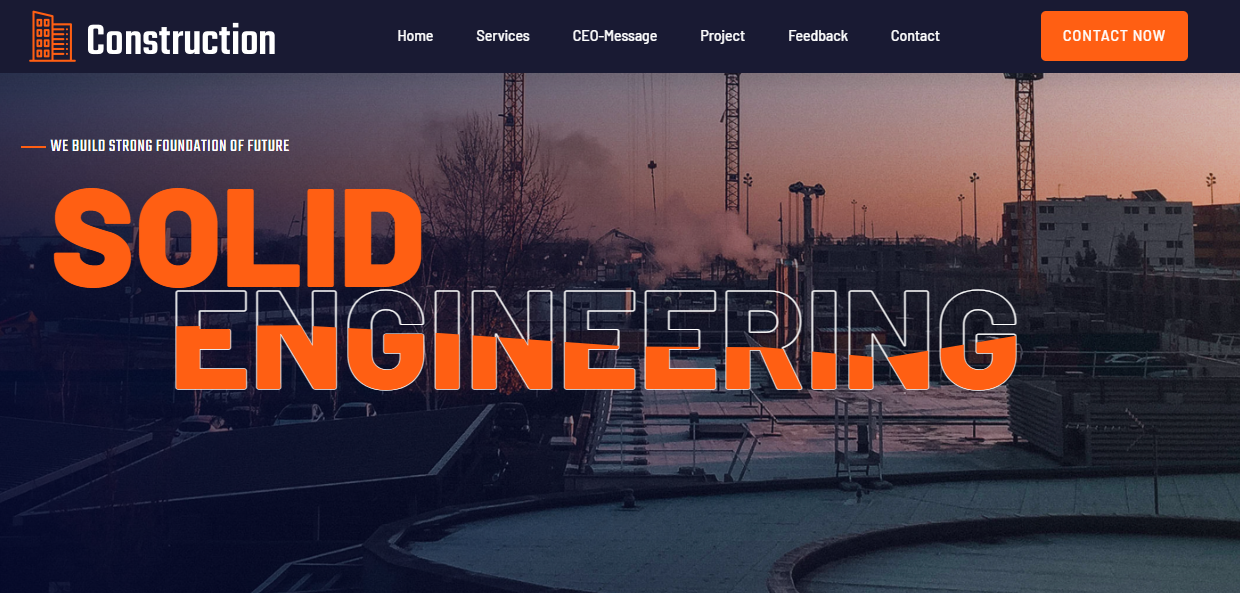 Construction
Home Services CEO-Message Project Feedback Contact
CONTACT NOW
WE BUILD STRONG FOUNDATION OF FUTURE
SOLID
ENGINEERING